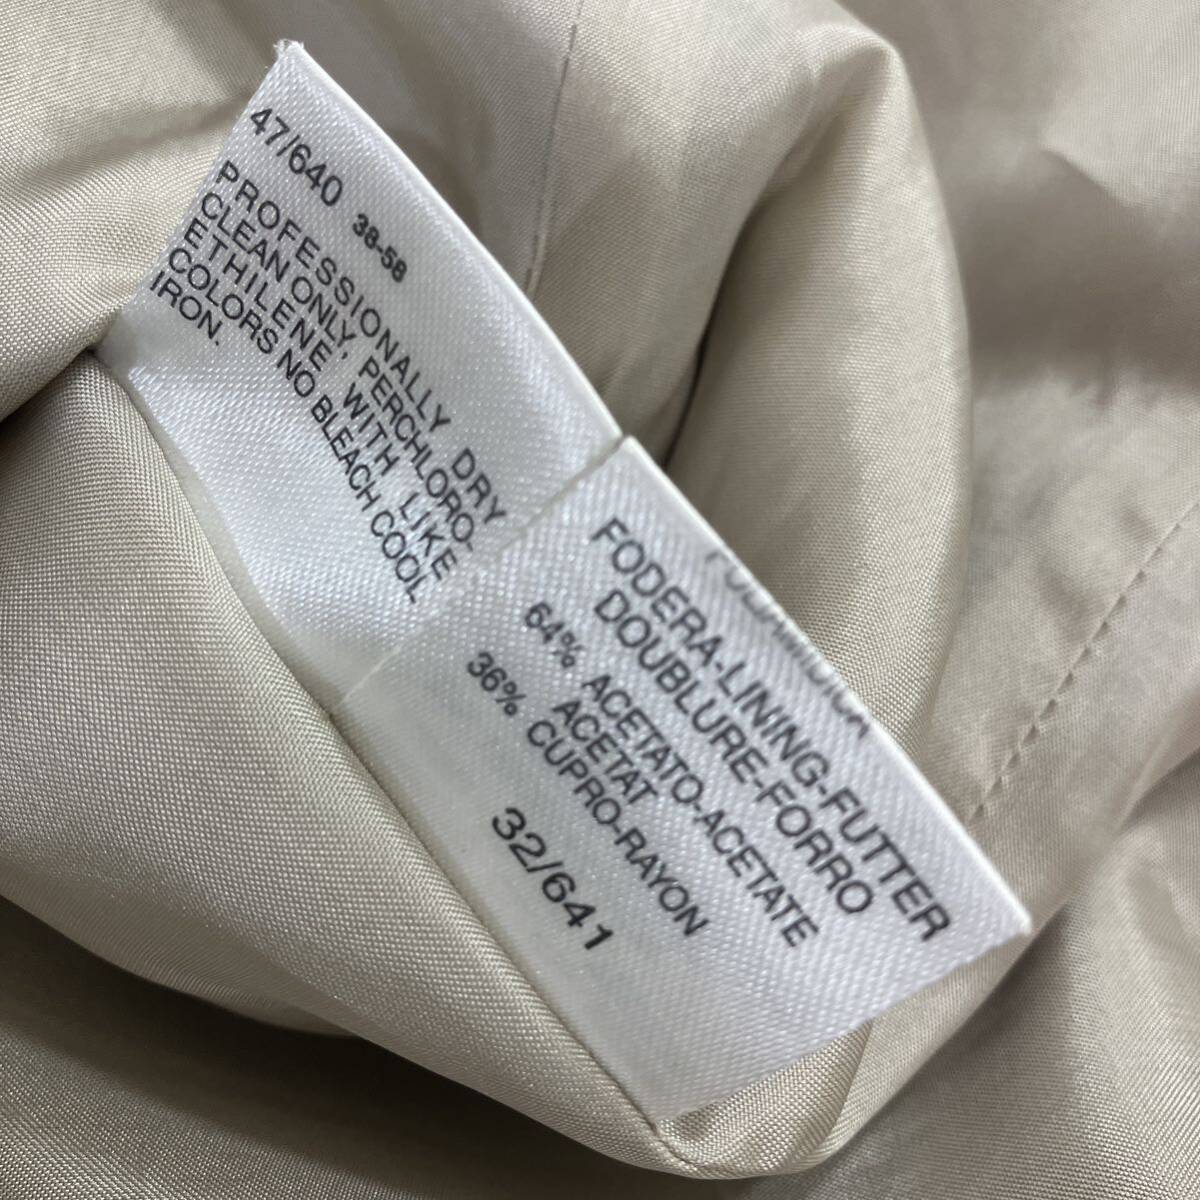 47/640 38-58
PROFESSIONALLY DRY
CLEAN ONLY, PERCHLORO-
ETHILENE, WITH LIKE
COLORS NO BLEACH COOL
IRON.
FODERA-LINING-FUTTER
DOUBLURE-FORRO
64% ACETATO-ACETATE
ACETAT
36% CUPRO-RAYON
32/641